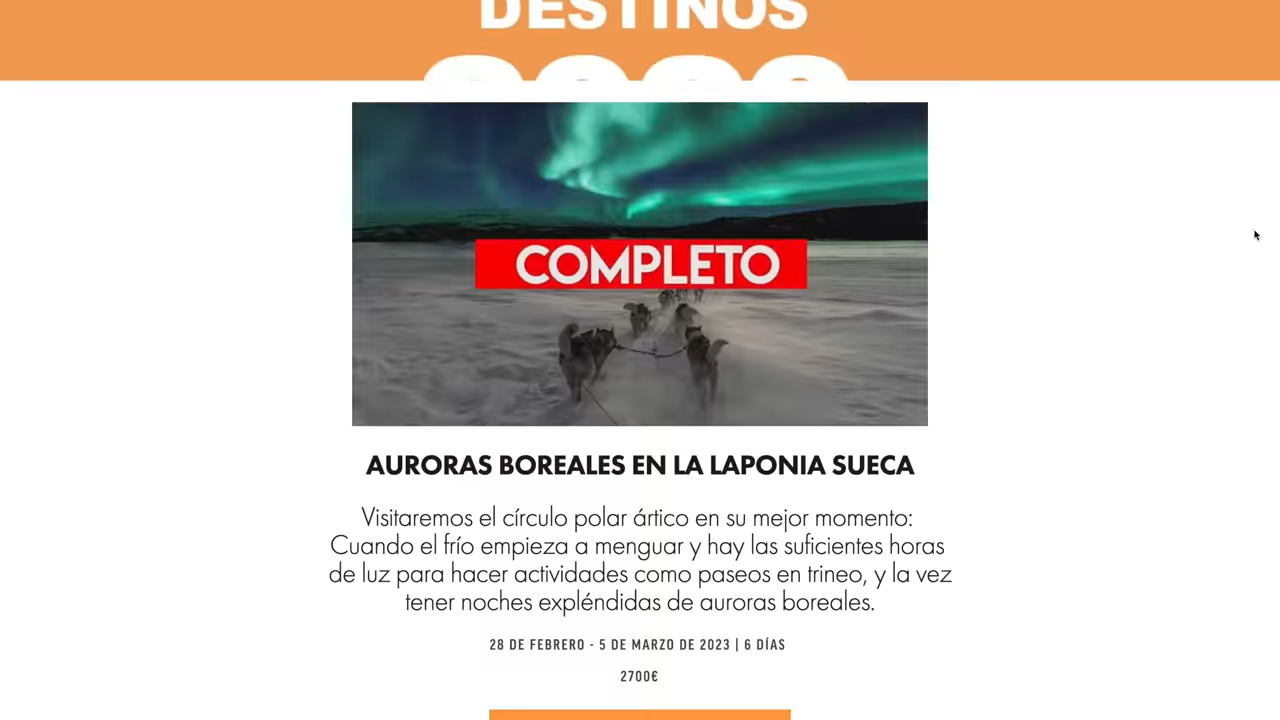 DESTINOS
COMPLETO
AURORAS BOREALES EN LA LAPONIA SUECA
Visitaremos el círculo polar ártico en su mejor momento:
Cuando el frío empieza a menguar y hay las suficientes horas
de luz para hacer actividades como paseos en trineo, y la vez
tener noches expléndidas de auroras boreales.
28 DE FEBRERO - 5 DE MARZO DE 2023 | 6 DÍAS
2700€